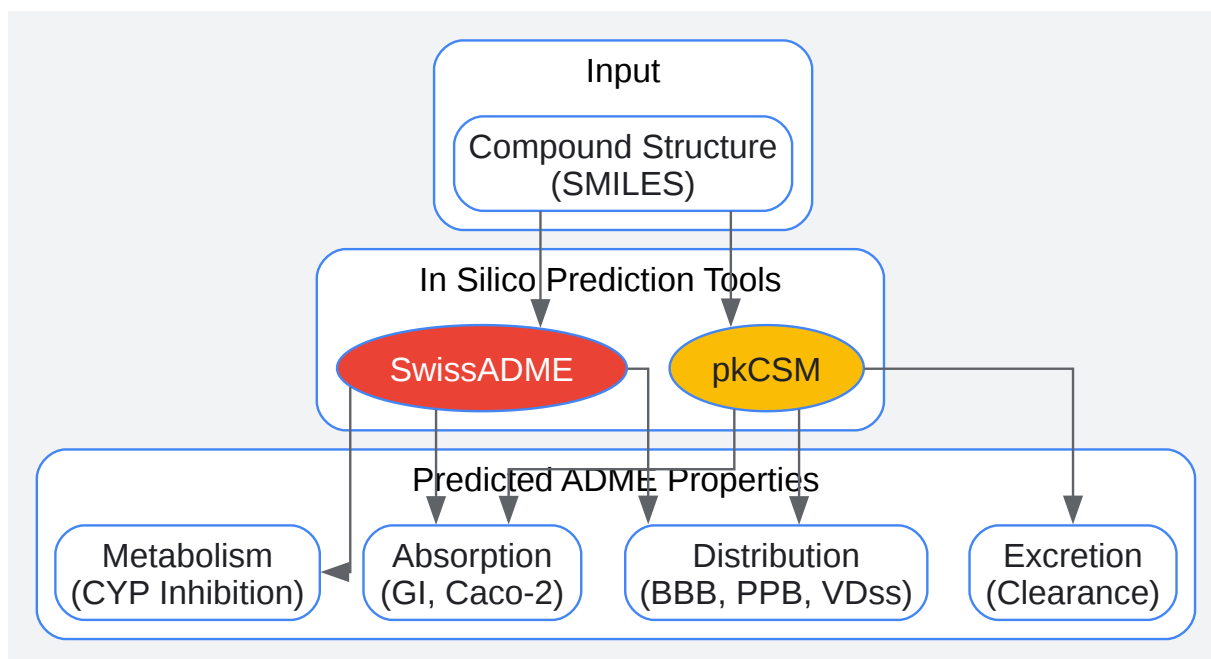 Input
Compound Structure
(SMILES)
In Silico Prediction Tools
SwissADME
pkCSM
Predicted ADME Properties
Metabolism
(CYP Inhibition)
Absorption
(GI, Caco-2)
Distribution
(BBB, PPB, VDss)
Excretion
(Clearance)